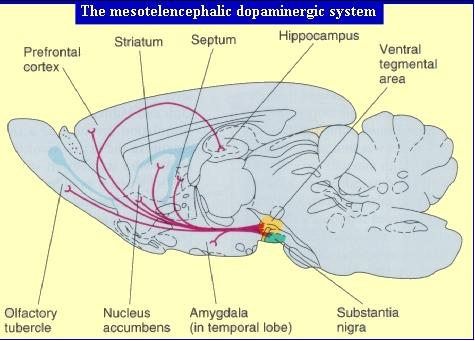 The mesotelencephalic dopaminergic system
Prefrontal
cortex
Striatum
Septum
Hippocampus
Ventral
tegmental
area
Olfactory
tubercle
Nucleus
accumbens
Amygdala
(in temporal lobe)
Substantia
nigra